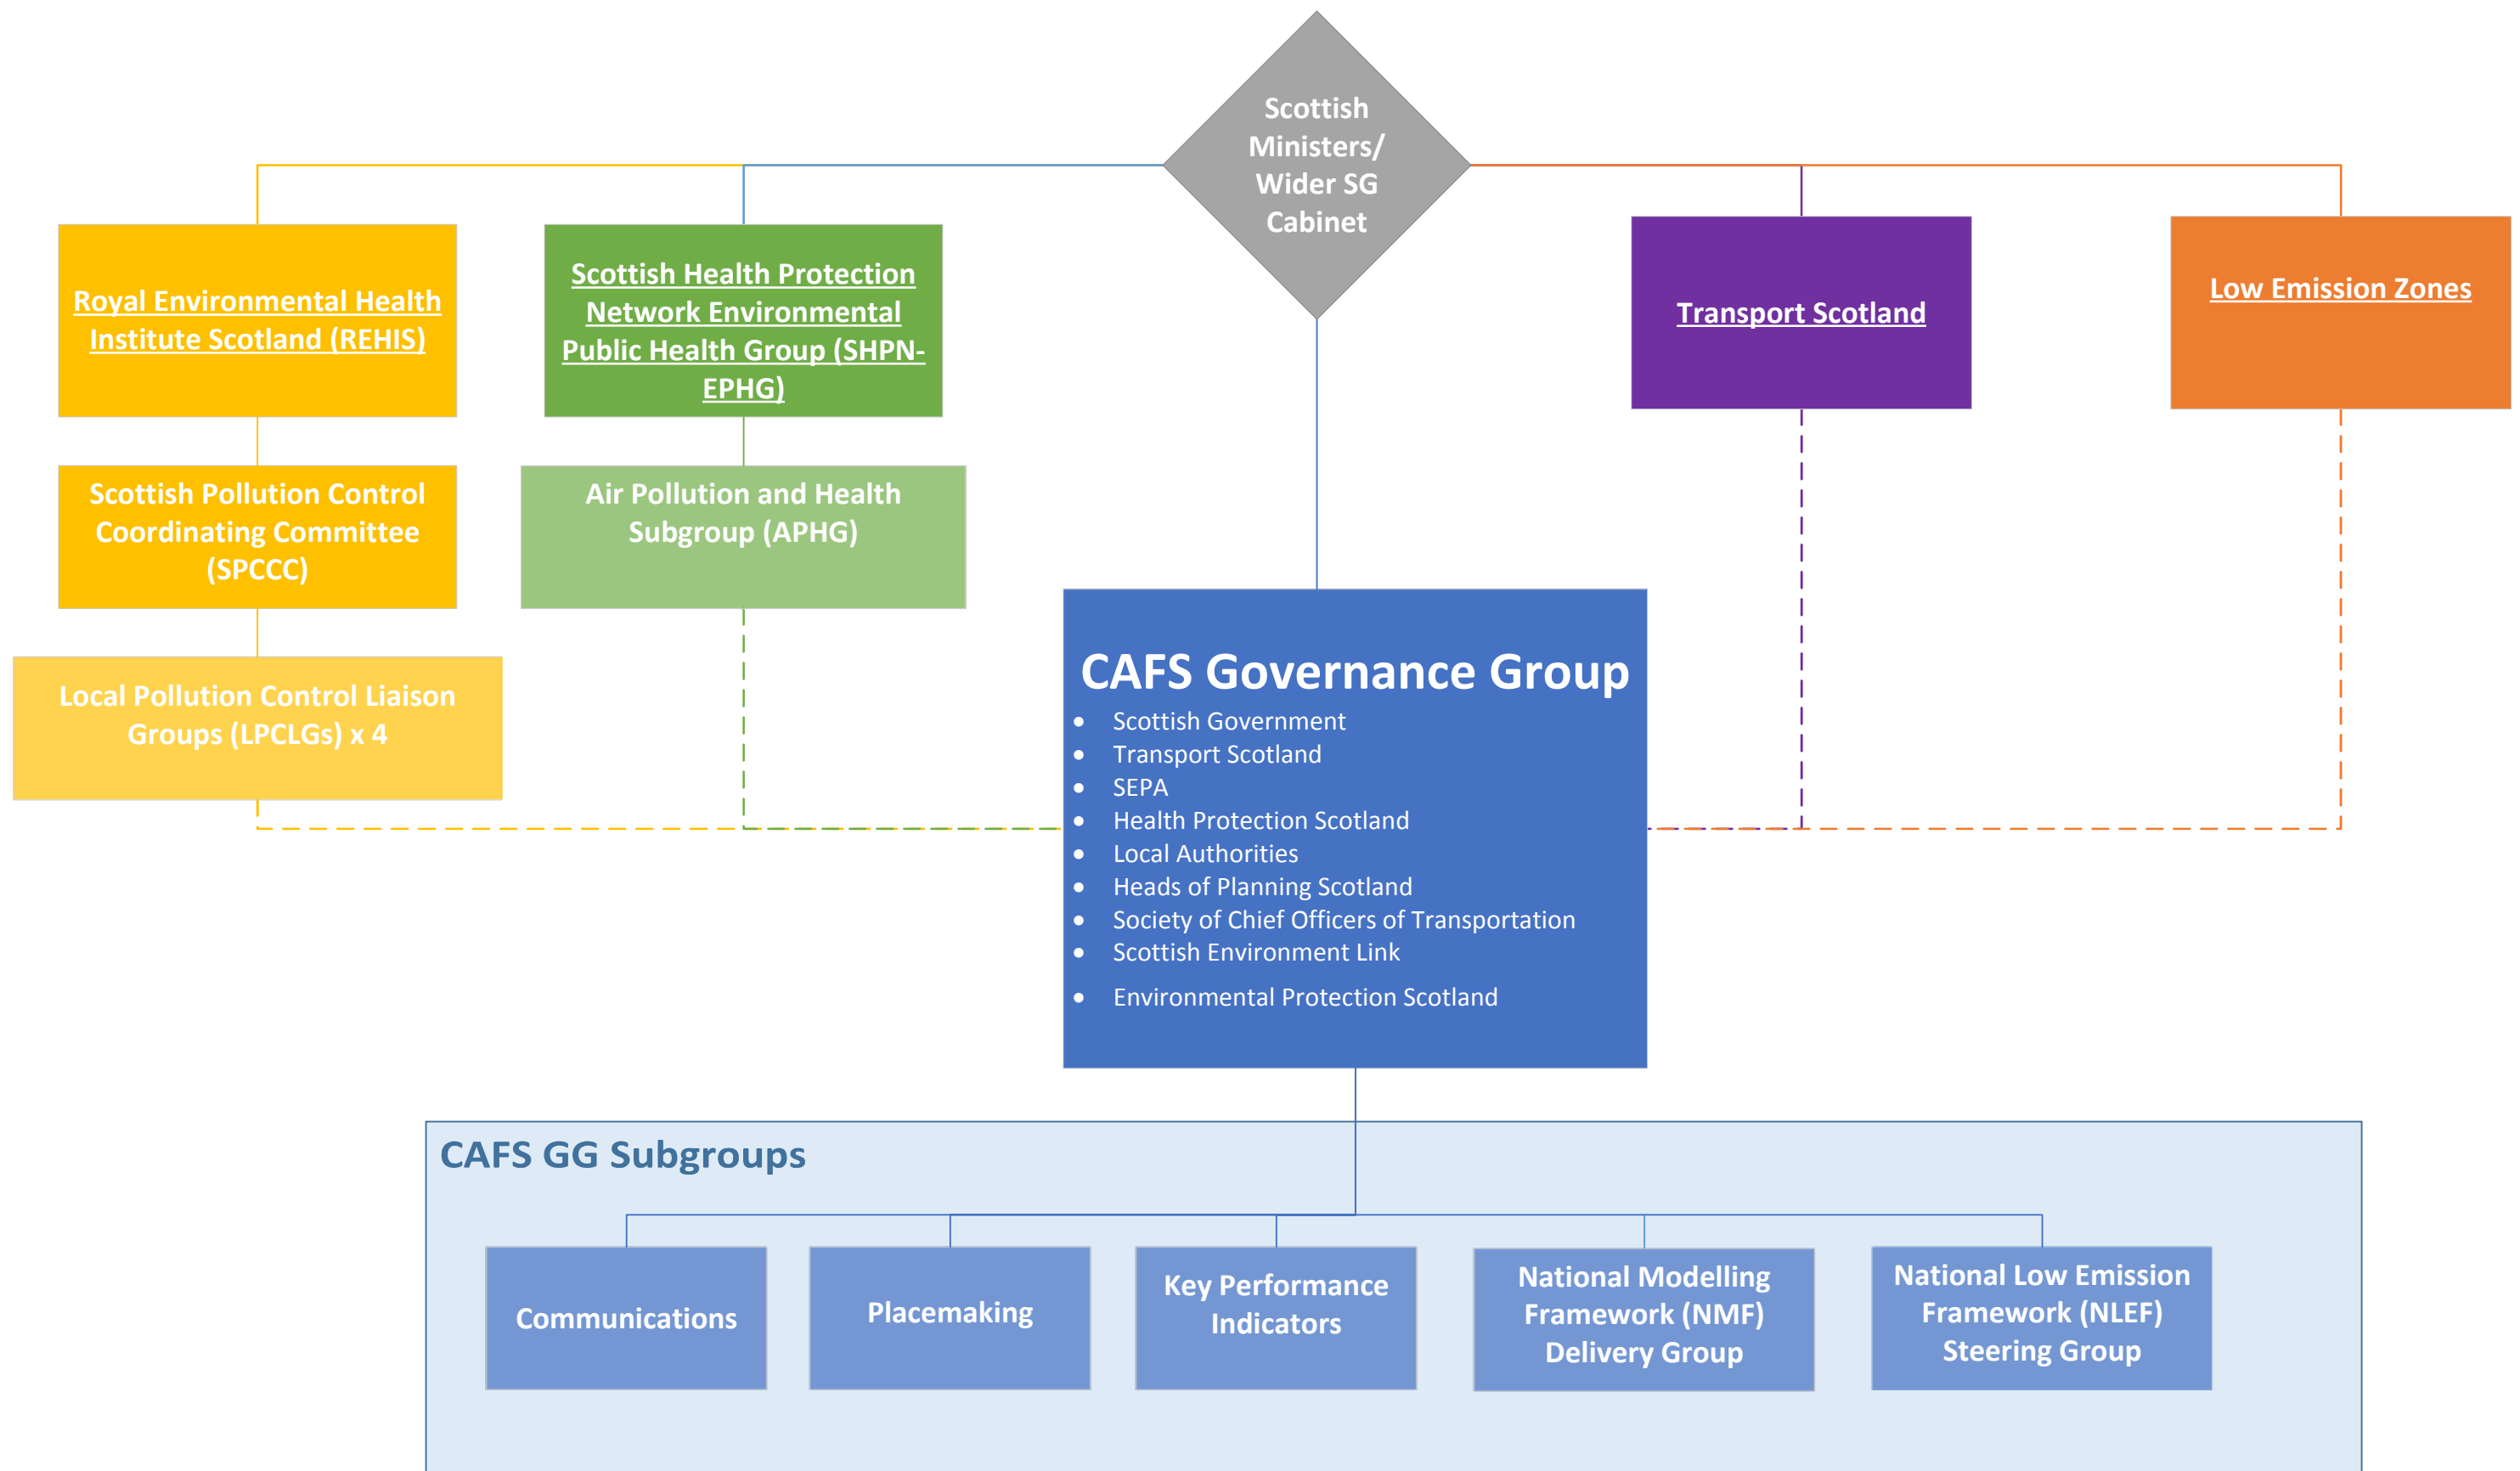 Scottish
Ministers/
Wider SG
Cabinet
Royal Environmental Health
Institute Scotland (REHIS)
Scottish Health Protection
Network Environmental
Public Health Group (SHPN-
EPHG)
Transport Scotland
Low Emission Zones
Scottish Pollution Control
Coordinating Committee
(SPCCC)
Air Pollution and Health
Subgroup (APHG)
Local Pollution Control Liaison
Groups (LPCLGs) x 4
CAFS Governance Group
• Scottish Government
• Transport Scotland
• SEPA
• Health Protection Scotland
• Local Authorities
• Heads of Planning Scotland
• Society of Chief Officers of Transportation
• Scottish Environment Link
• Environmental Protection Scotland
CAFS GG Subgroups
Communications
Placemaking
Key Performance
Indicators
National Modelling
Framework (NMF)
Delivery Group
National Low Emission
Framework (NLEF)
Steering Group